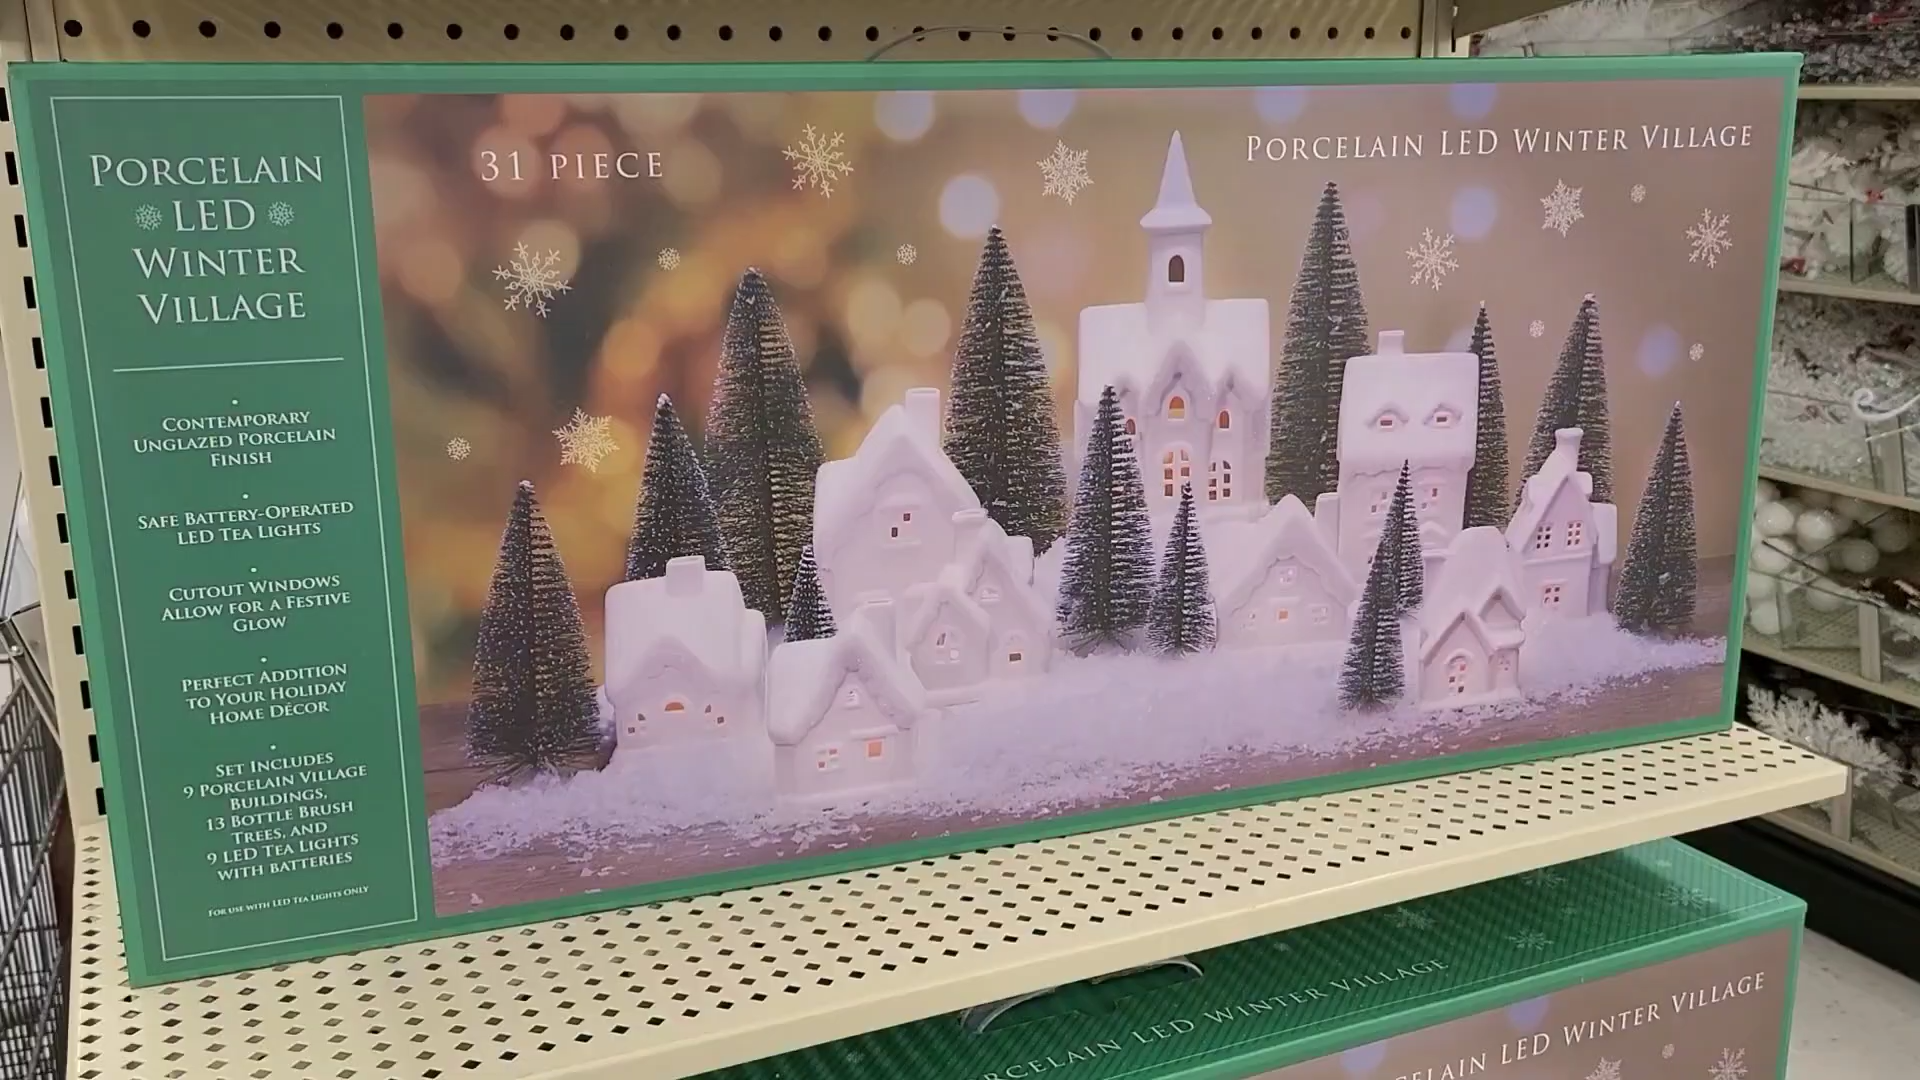 PORCELAIN
LED
WINTER
VILLAGE
• CONTEMPORARY
UNGLAZED PORCELAIN
FINISH
• SAFE BATTERY-OPERATED
LED TEA LIGHTS
• CUTOUT WINDOWS
ALLOW FOR A FESTIVE
GLOW
• PERFECT ADDITION
TO YOUR HOLIDAY
HOME DÉCOR
• SET INCLUDES
9 PORCELAIN VILLAGE
BUILDINGS,
13 BOTTLE BRUSH
TREES, AND
9 LED TEA LIGHTS
WITH BATTERIES
FOR USE WITH LED TEA LIGHTS ONLY
31 PIECE
PORCELAIN LED WINTER VILLAGE
RCELAIN LED WINTER VILLAGE
CELAIN LED WINTER VILLAGE